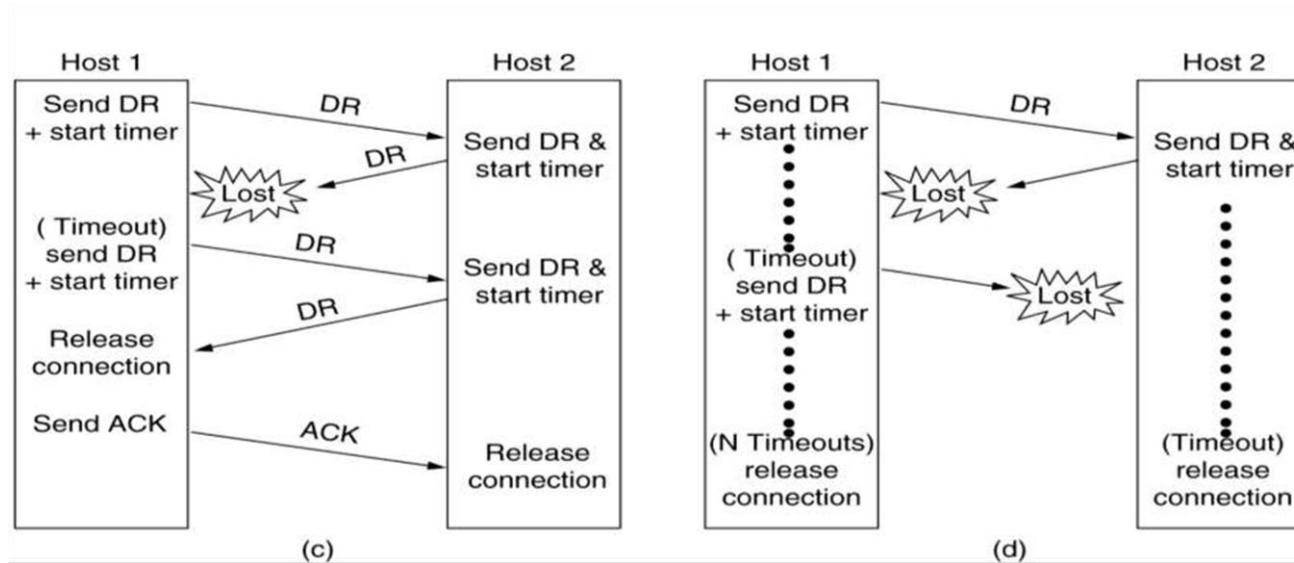 Host 1
Host 2
Send DR
+ start timer
DR
Send DR &
start timer
DR
Lost
( Timeout)
send DR
+ start timer
DR
Send DR &
start timer
DR
Release
connection
Send ACK
ACK
Release
connection
(c)
Host 1
Host 2
Send DR
+ start timer
DR
Send DR &
start timer
Lost
( Timeout)
send DR
+ start timer
Lost
(N Timeouts)
release
connection
(Timeout)
release
connection
(d)